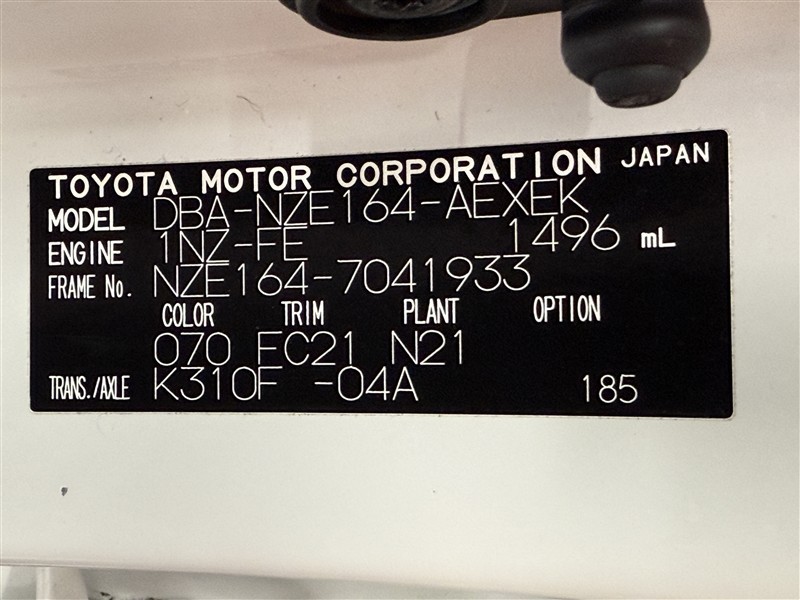 TOYOTA MOTOR CORPORATION JAPAN
MODEL DBA-NZE164-AEXEK
ENGINE 1NZ-FE 1496 mL
FRAME No. NZE164-7041933
COLOR TRIM PLANT OPTION
070 FC21 N21
TRANS./AXLE K310F -04A 185